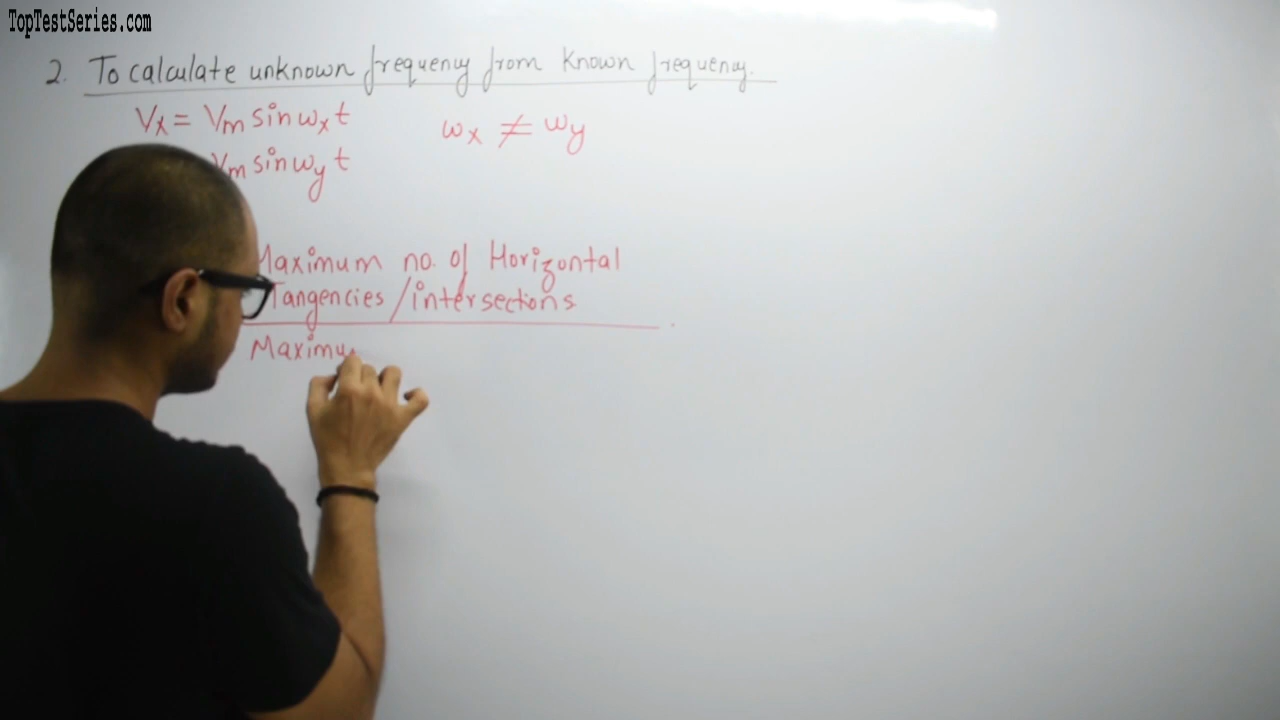 TopTestSeries.com
2. To calculate unknown frequency from known frequency.
Vx = Vm sin ωx t
ωx ≠ ωy
Vm sin ωy t
Maximum no. of Horizontal
Tangencies / intersections
Maximu